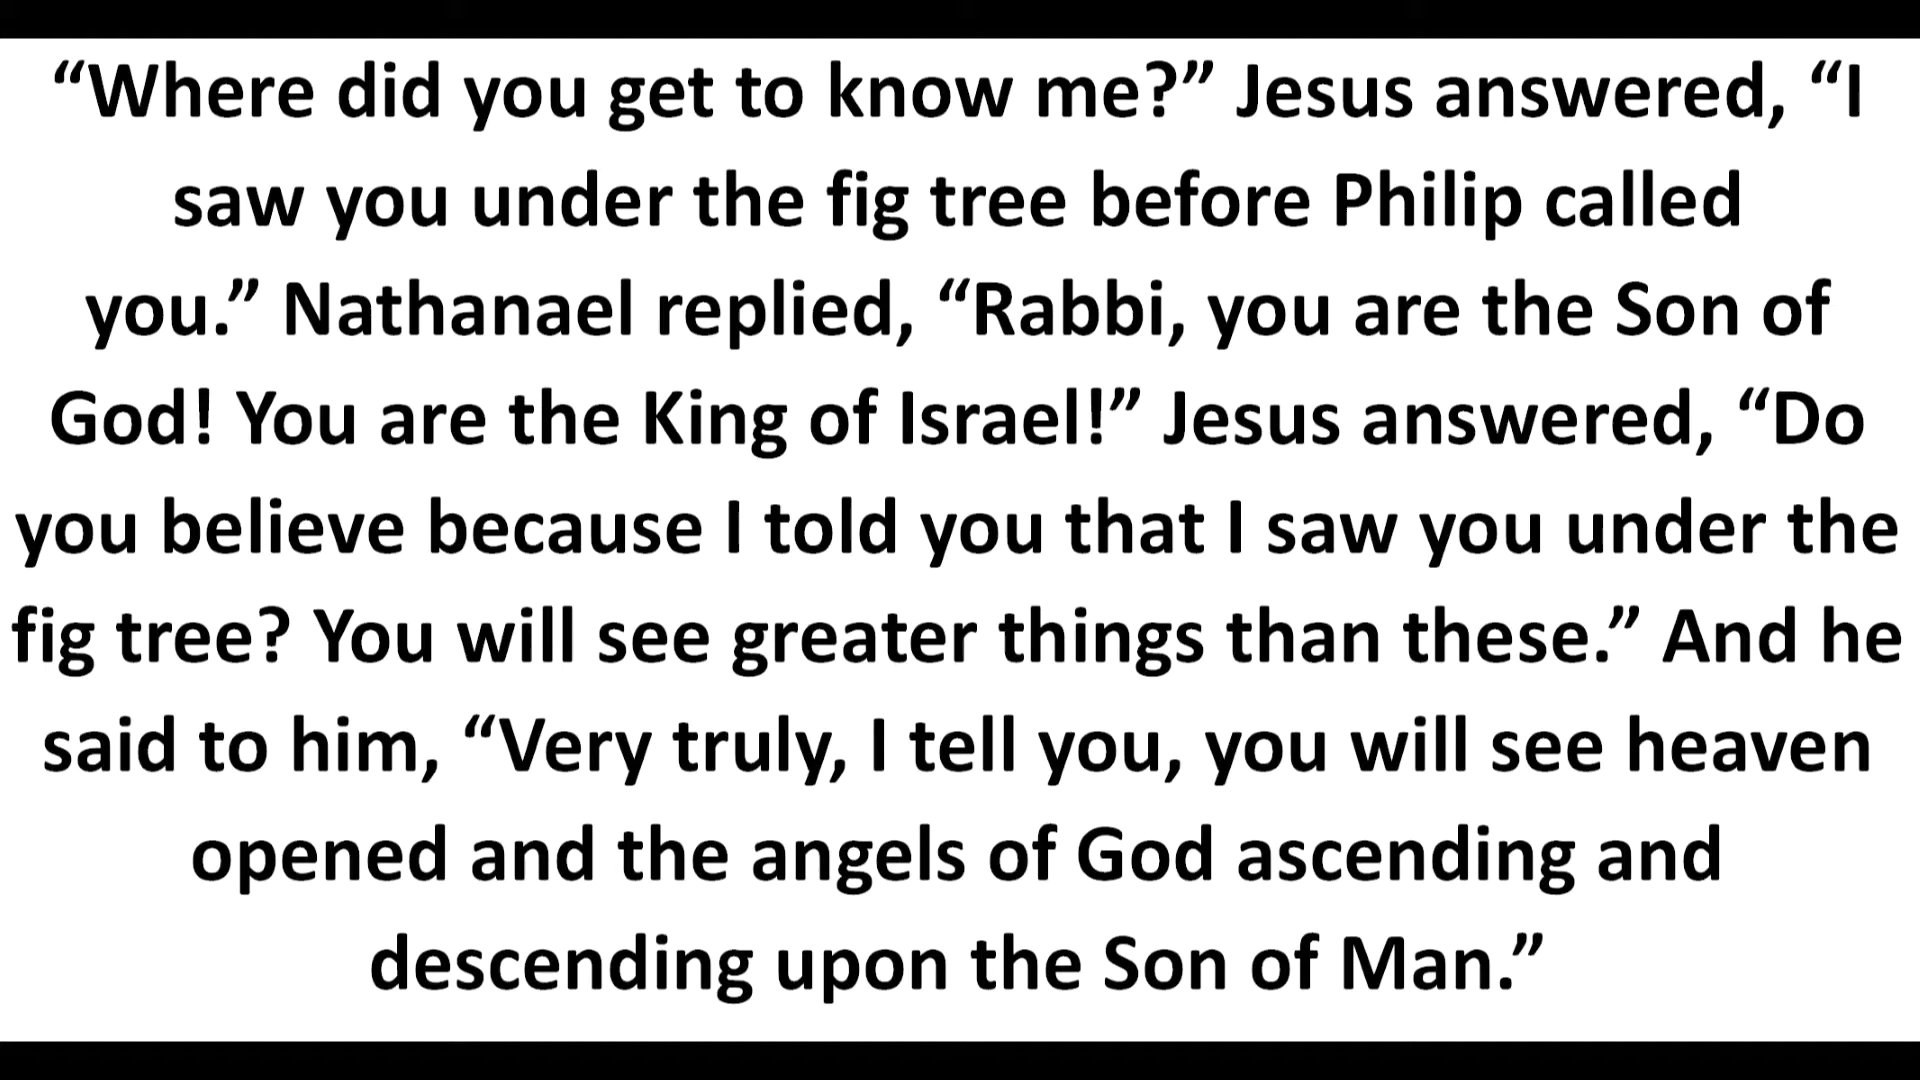 “Where did you get to know me?” Jesus answered, “I
saw you under the fig tree before Philip called
you.” Nathanael replied, “Rabbi, you are the Son of
God! You are the King of Israel!” Jesus answered, “Do
you believe because I told you that I saw you under the
fig tree? You will see greater things than these.” And he
said to him, “Very truly, I tell you, you will see heaven
opened and the angels of God ascending and
descending upon the Son of Man.”